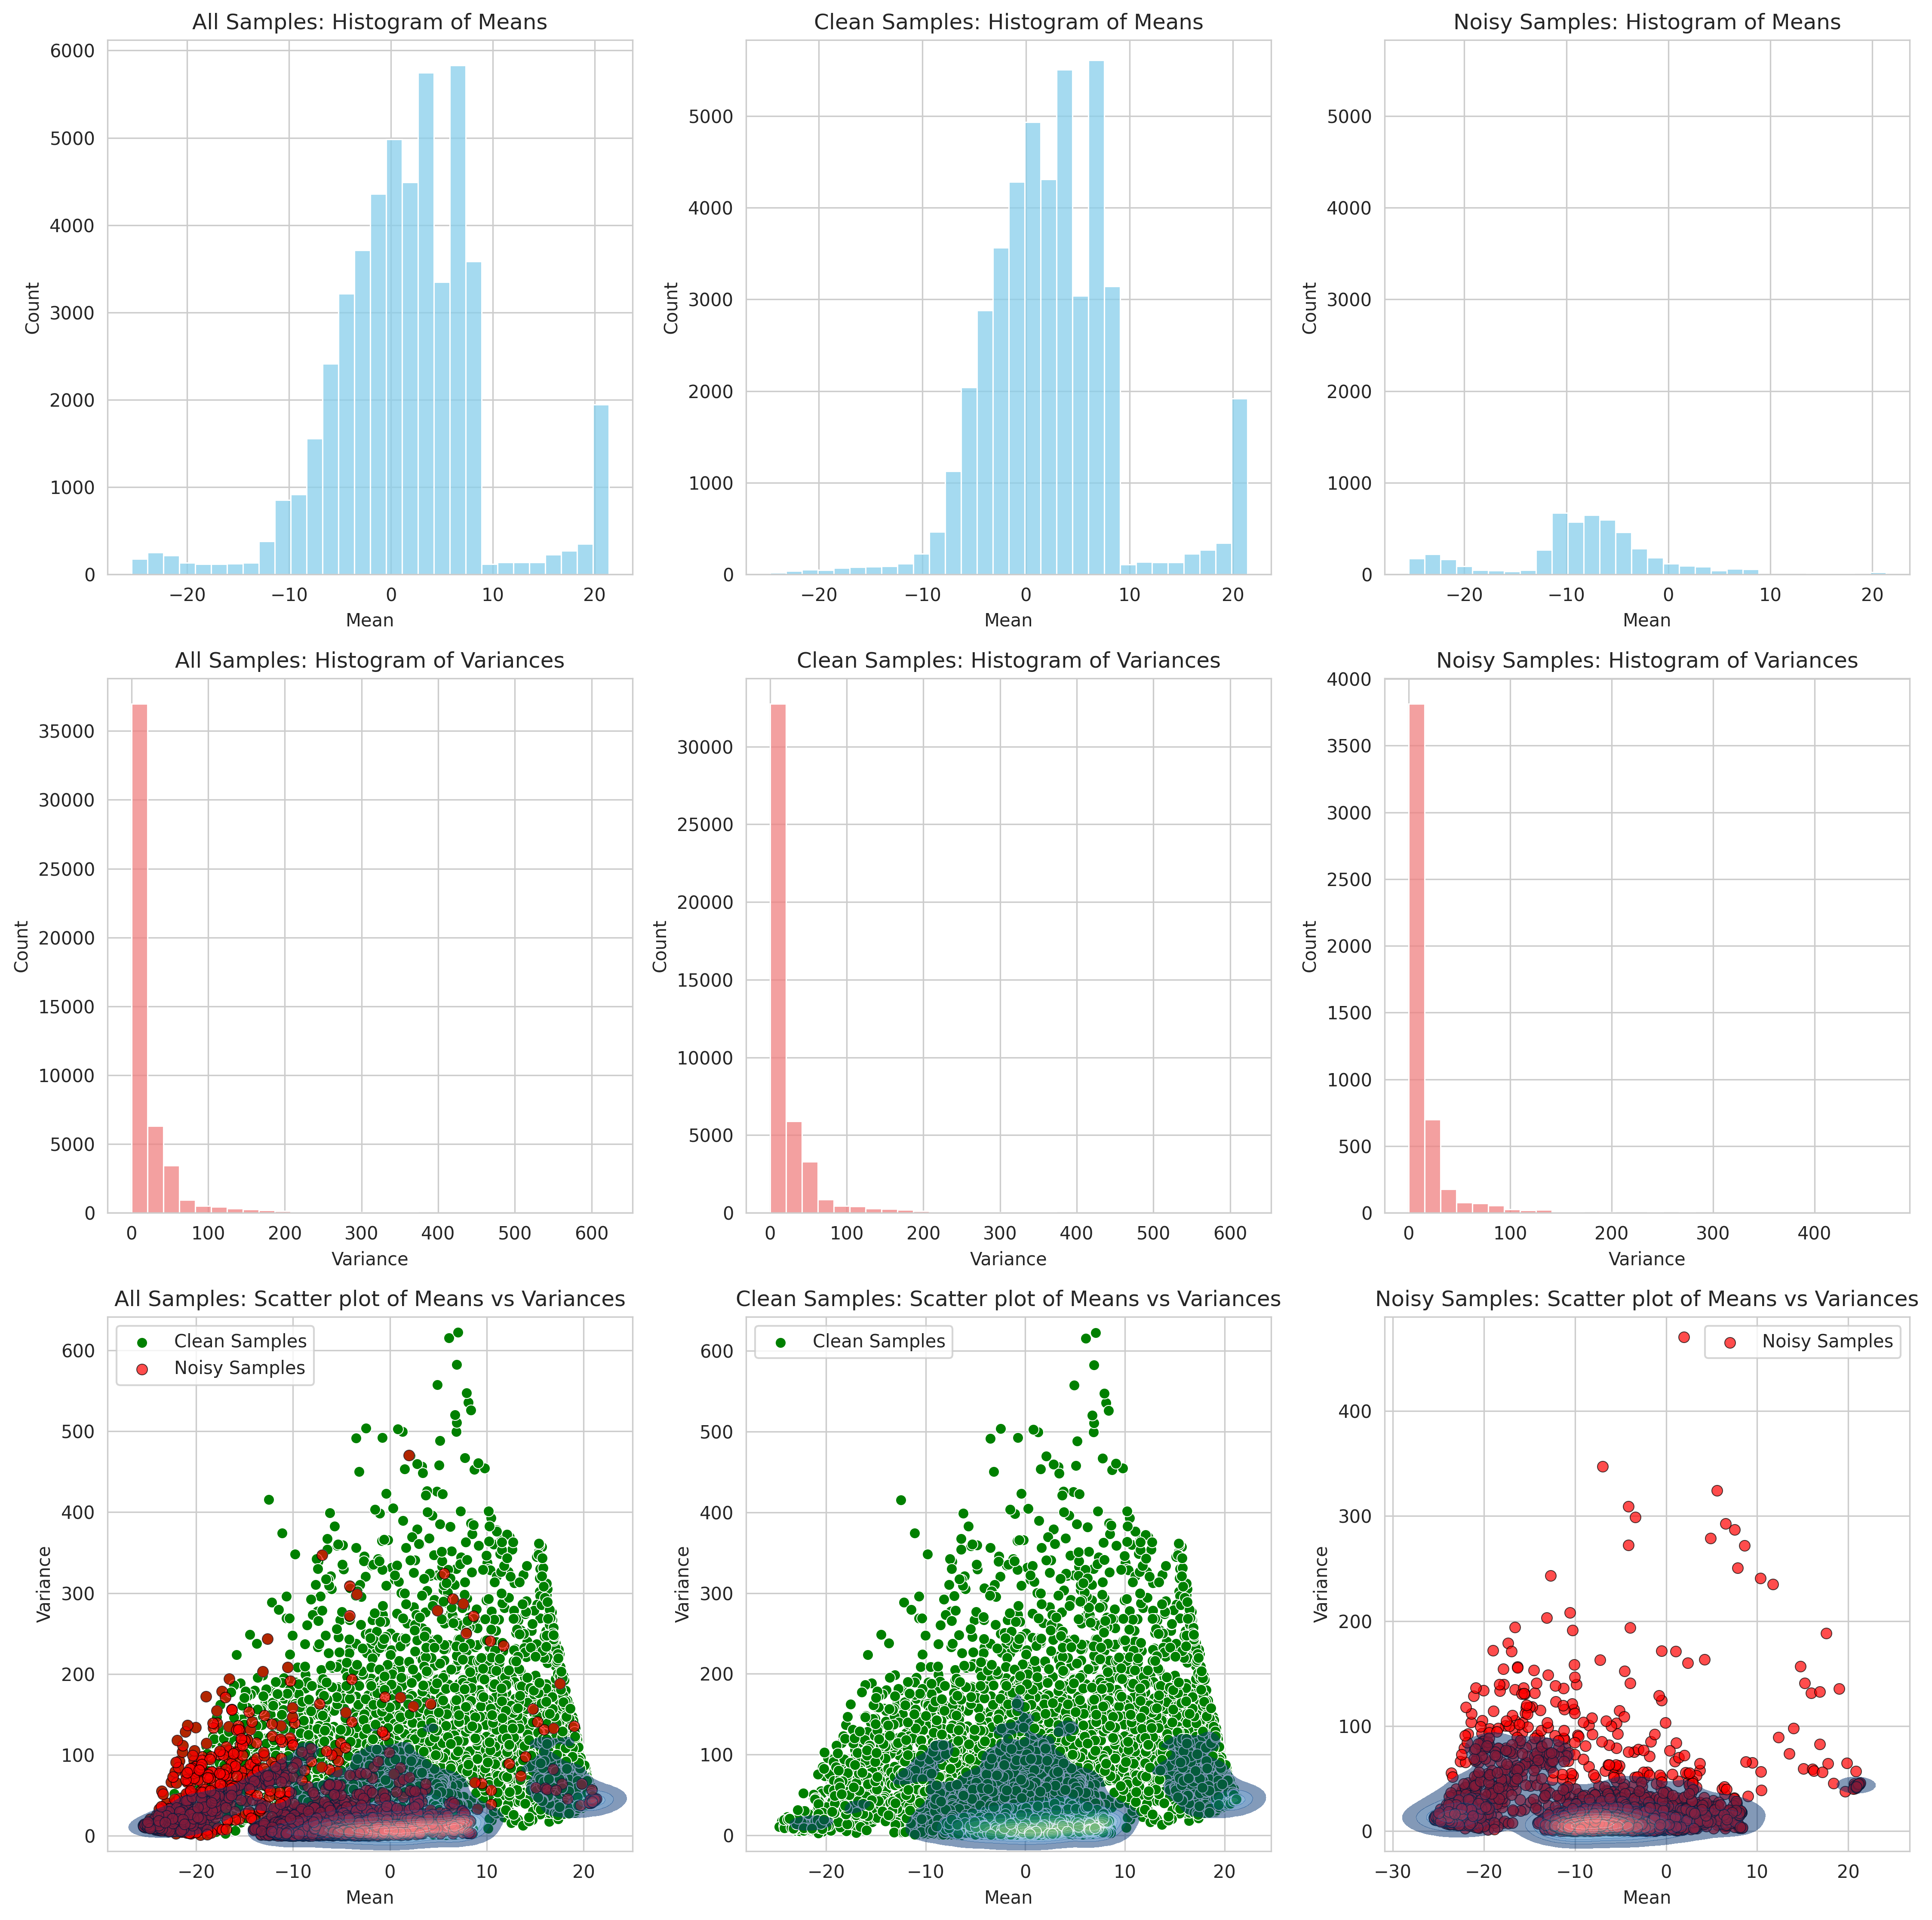 All Samples: Histogram of Means
Count
6000
5000
4000
3000
2000
1000
0
−20 −10 0 10 20
Mean
Clean Samples: Histogram of Means
Count
5000
4000
3000
2000
1000
0
−20 −10 0 10 20
Mean
Noisy Samples: Histogram of Means
Count
5000
4000
3000
2000
1000
0
−20 −10 0 10 20
Mean
All Samples: Histogram of Variances
Count
35000
30000
25000
20000
15000
10000
5000
0
0 100 200 300 400 500 600
Variance
Clean Samples: Histogram of Variances
Count
30000
25000
20000
15000
10000
5000
0
0 100 200 300 400 500 600
Variance
Noisy Samples: Histogram of Variances
Count
4000
3500
3000
2500
2000
1500
1000
500
0
0 100 200 300 400
Variance
All Samples: Scatter plot of Means vs Variances
Clean Samples
Noisy Samples
Variance
600
500
400
300
200
100
0
−20 −10 0 10 20
Mean
Clean Samples: Scatter plot of Means vs Variances
Clean Samples
Variance
600
500
400
300
200
100
0
−20 −10 0 10 20
Mean
Noisy Samples: Scatter plot of Means vs Variances
Noisy Samples
Variance
400
300
200
100
0
−30 −20 −10 0 10 20
Mean